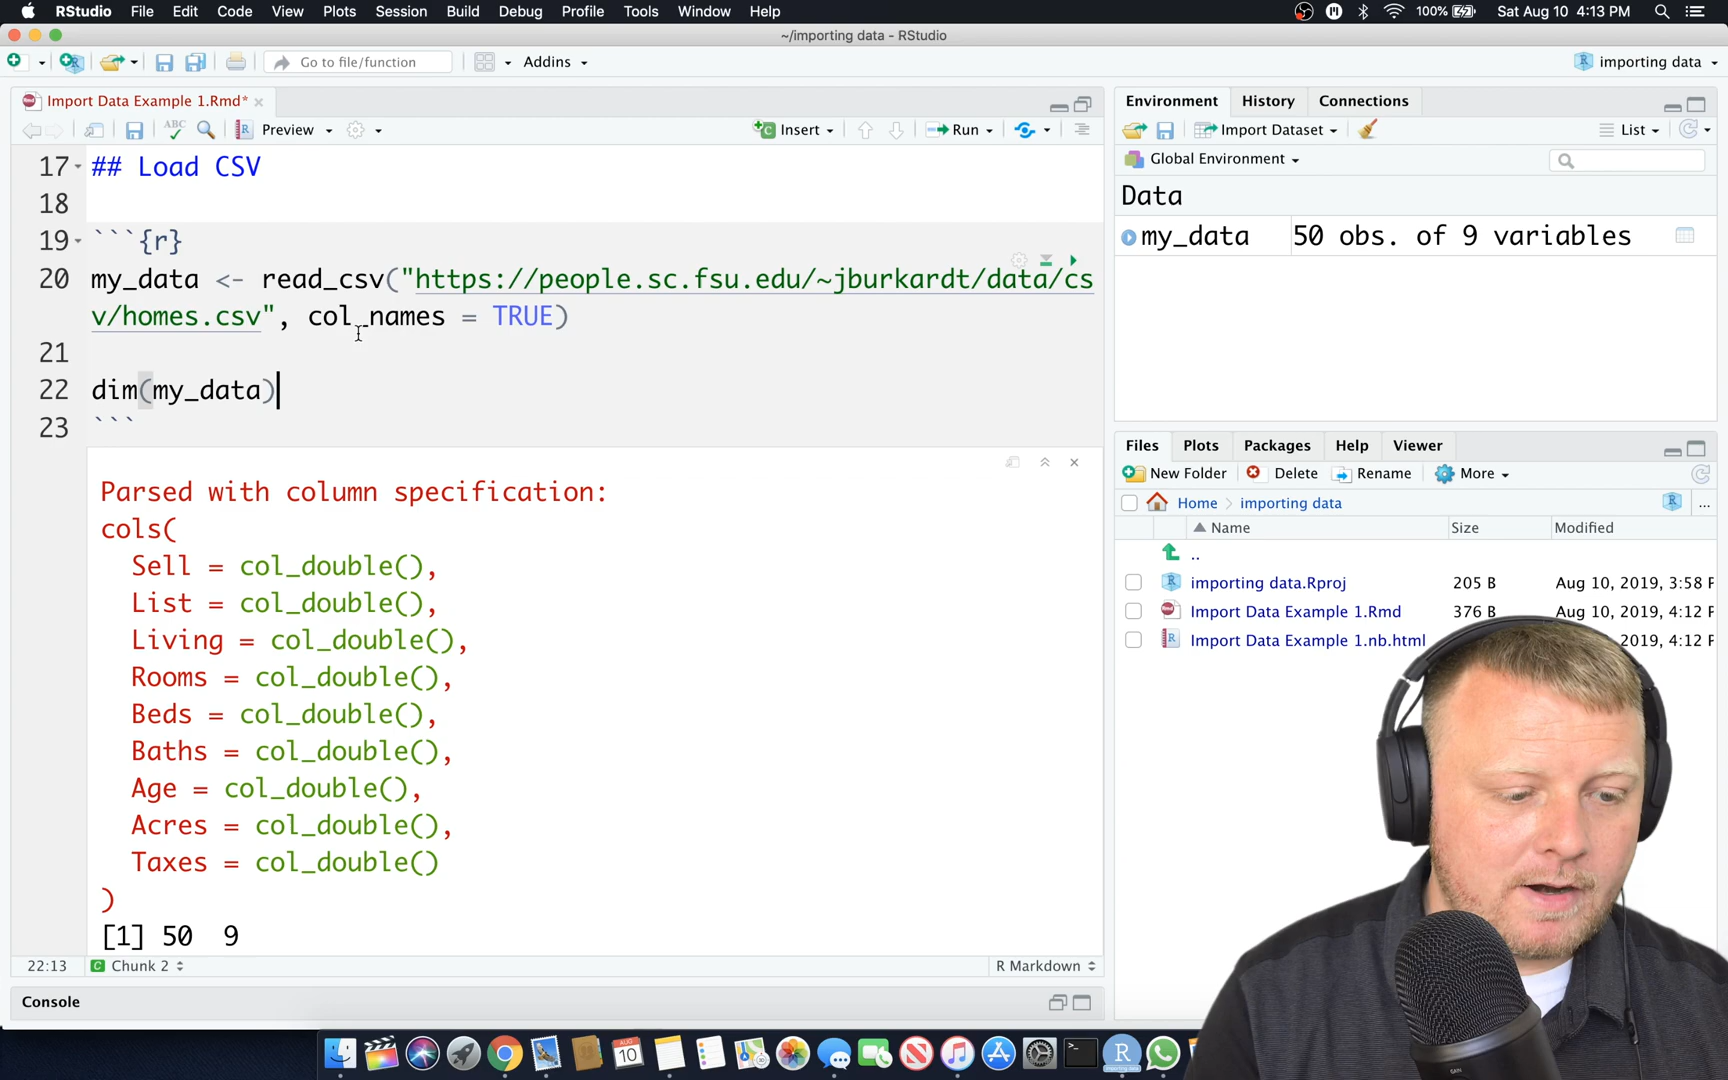 RStudio File Edit Code View Plots Session Build Debug Profile Tools Window Help 100% Sat Aug 10 4:13 PM
~/importing data - RStudio
Go to file/function Addins importing data
Import Data Example 1.Rmd*
ABC Preview Insert Run
17 ## Load CSV
18
19 ```{r}
20 my_data <- read_csv("https://people.sc.fsu.edu/~jburkardt/data/cs
v/homes.csv", col_names = TRUE)
21
22 dim(my_data)
23 ```
Parsed with column specification:
cols(
Sell = col_double(),
List = col_double(),
Living = col_double(),
Rooms = col_double(),
Beds = col_double(),
Baths = col_double(),
Age = col_double(),
Acres = col_double(),
Taxes = col_double()
)
[1] 50 9
22:13 Chunk 2 R Markdown
Console
Environment History Connections
Import Dataset List
Global Environment
Data
my_data 50 obs. of 9 variables
Files Plots Packages Help Viewer
New Folder Delete Rename More
Home importing data ...
Name Size Modified
..
importing data.Rproj 205 B Aug 10, 2019, 3:58 P
Import Data Example 1.Rmd 376 B Aug 10, 2019, 4:12 P
Import Data Example 1.nb.html 2019, 4:12 P
AUG
10
GAIN